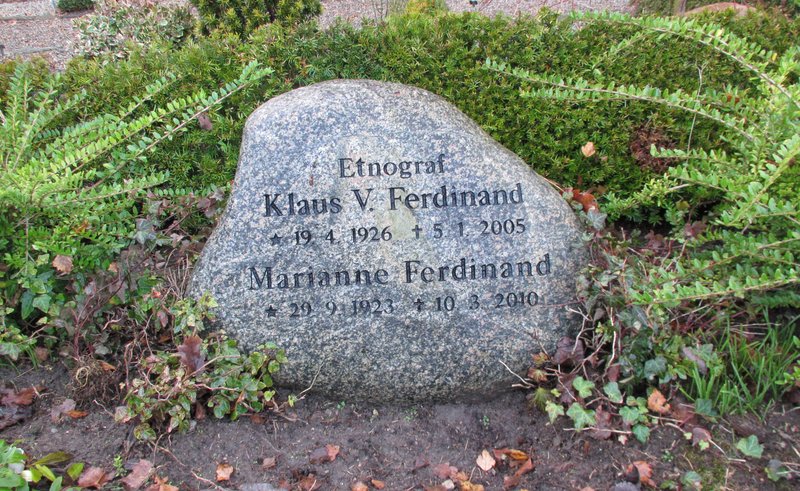 Etnograf
Klaus V. Ferdinand
★ 19. 4. 1926 ✝ 5. 1. 2005
Marianne Ferdinand
★ 29. 9. 1923 ✝ 10. 3. 2010